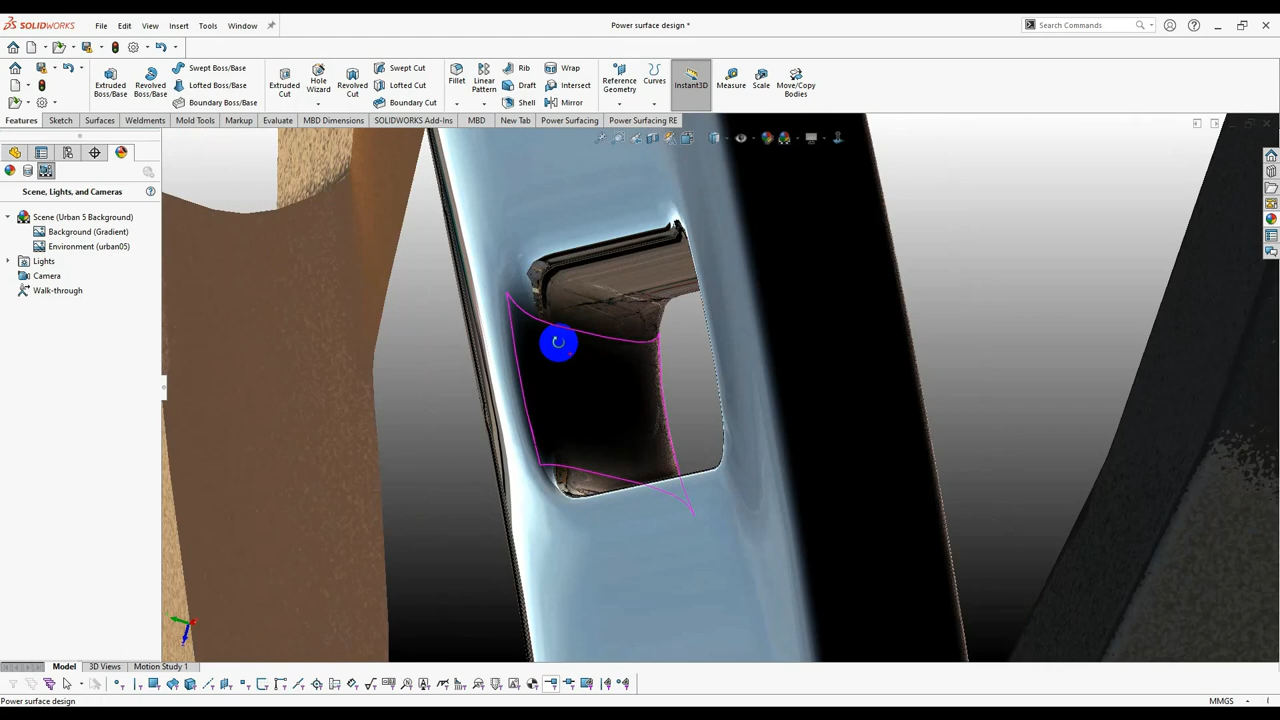 SOLIDWORKS File Edit View Insert Tools Window Power surface design * Search Commands
Extruded Boss/Base Revolved Boss/Base Swept Boss/Base Lofted Boss/Base Boundary Boss/Base Extruded Cut Hole Wizard Revolved Cut Swept Cut Lofted Cut Boundary Cut Fillet Linear Pattern Rib Draft Shell Wrap Intersect Mirror Reference Geometry Curves Instant3D Measure Scale Move/Copy Bodies
Features Sketch Surfaces Weldments Mold Tools Markup Evaluate MBD Dimensions SOLIDWORKS Add-Ins MBD New Tab Power Surfacing Power Surfacing RE
Scene, Lights, and Cameras
Scene (Urban 5 Background)
Background (Gradient)
Environment (urban05)
Lights
Camera
Walk-through
Model 3D Views Motion Study 1
Power surface design MMGS